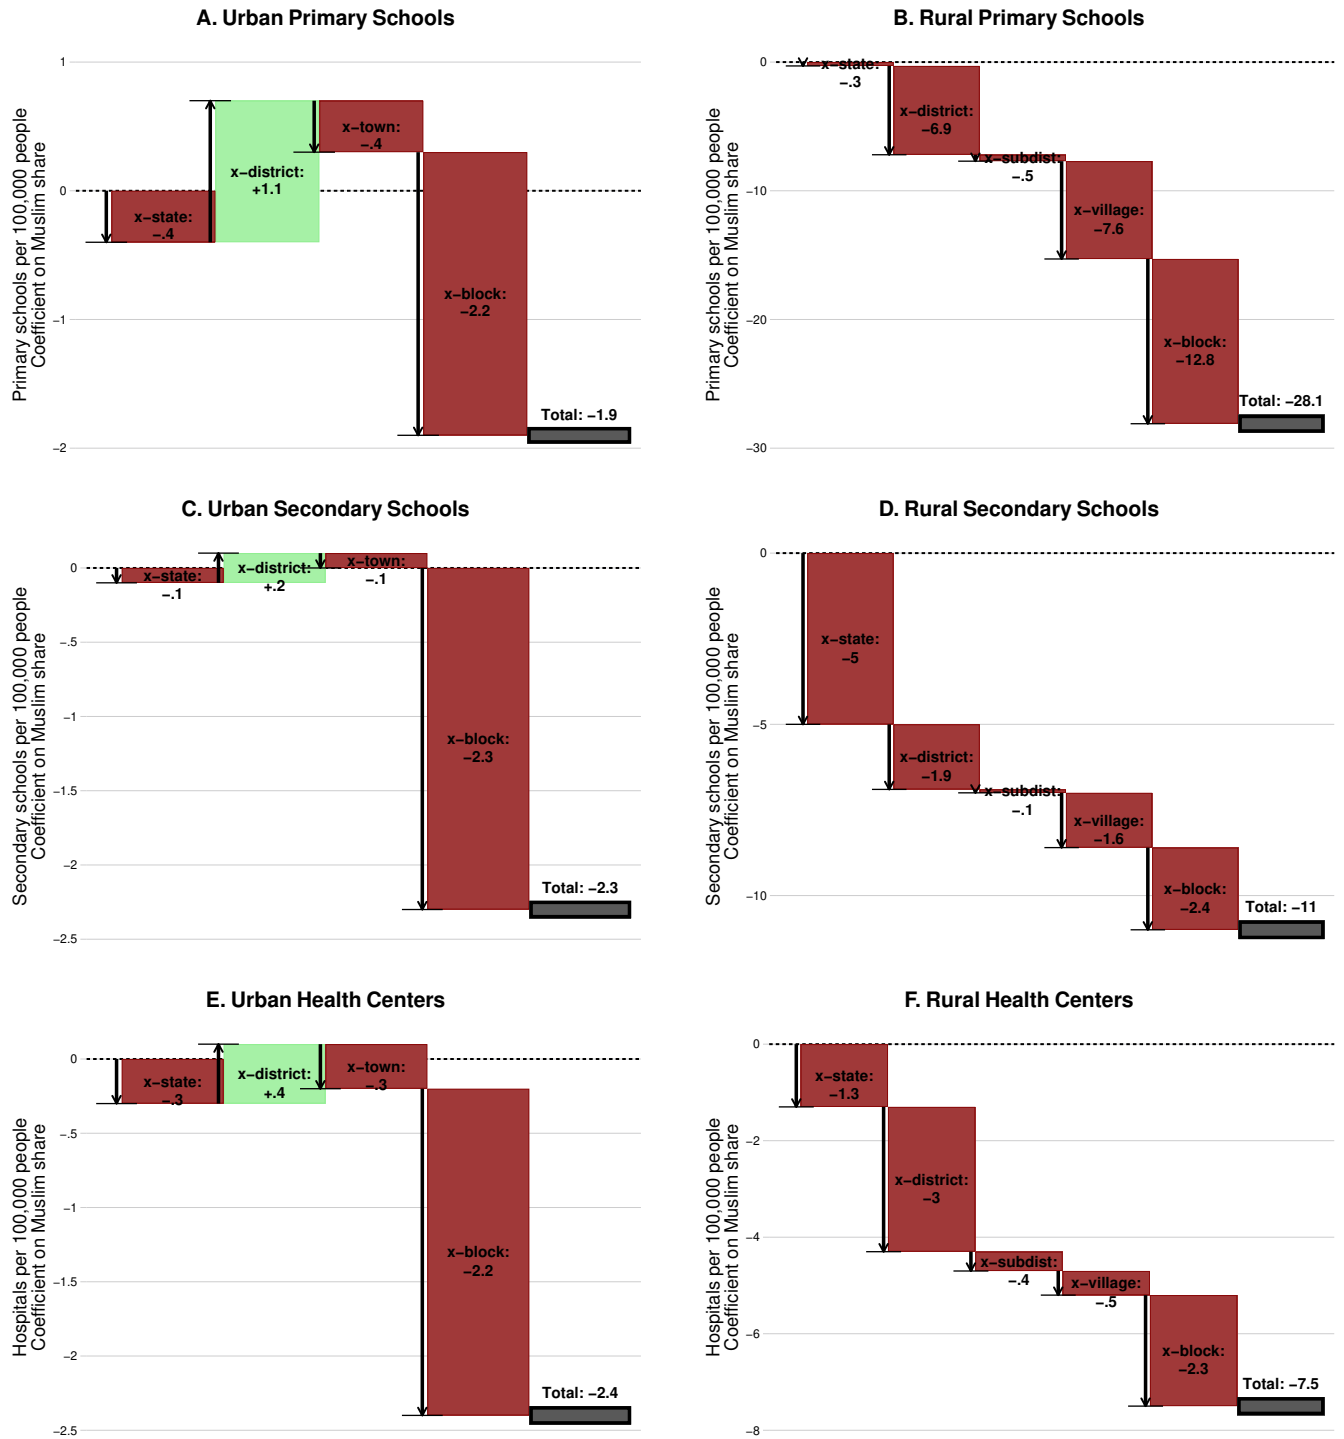 A. Urban Primary Schools
Primary schools per 100,000 people
Coefficient on Muslim share
1
0
−1
−2
x−state:
−.4
x−district:
+1.1
x−town:
−.4
x−block:
−2.2
Total: −1.9
B. Rural Primary Schools
Primary schools per 100,000 people
Coefficient on Muslim share
0
−10
−20
−30
x−state:
−.3
x−district:
−6.9
x−subdist:
−.5
x−village:
−7.6
x−block:
−12.8
Total: −28.1
C. Urban Secondary Schools
Secondary schools per 100,000 people
Coefficient on Muslim share
0
−.5
−1
−1.5
−2
−2.5
x−state:
−.1
x−district:
+.2
x−town:
−.1
x−block:
−2.3
Total: −2.3
D. Rural Secondary Schools
Secondary schools per 100,000 people
Coefficient on Muslim share
0
−5
−10
x−state:
−5
x−district:
−1.9
x−subdist:
−.1
x−village:
−1.6
x−block:
−2.4
Total: −11
E. Urban Health Centers
Hospitals per 100,000 people
Coefficient on Muslim share
0
−.5
−1
−1.5
−2
−2.5
x−state:
−.3
x−district:
+.4
x−town:
−.3
x−block:
−2.2
Total: −2.4
F. Rural Health Centers
Hospitals per 100,000 people
Coefficient on Muslim share
0
−2
−4
−6
−8
x−state:
−1.3
x−district:
−3
x−subdist:
−.4
x−village:
−.5
x−block:
−2.3
Total: −7.5